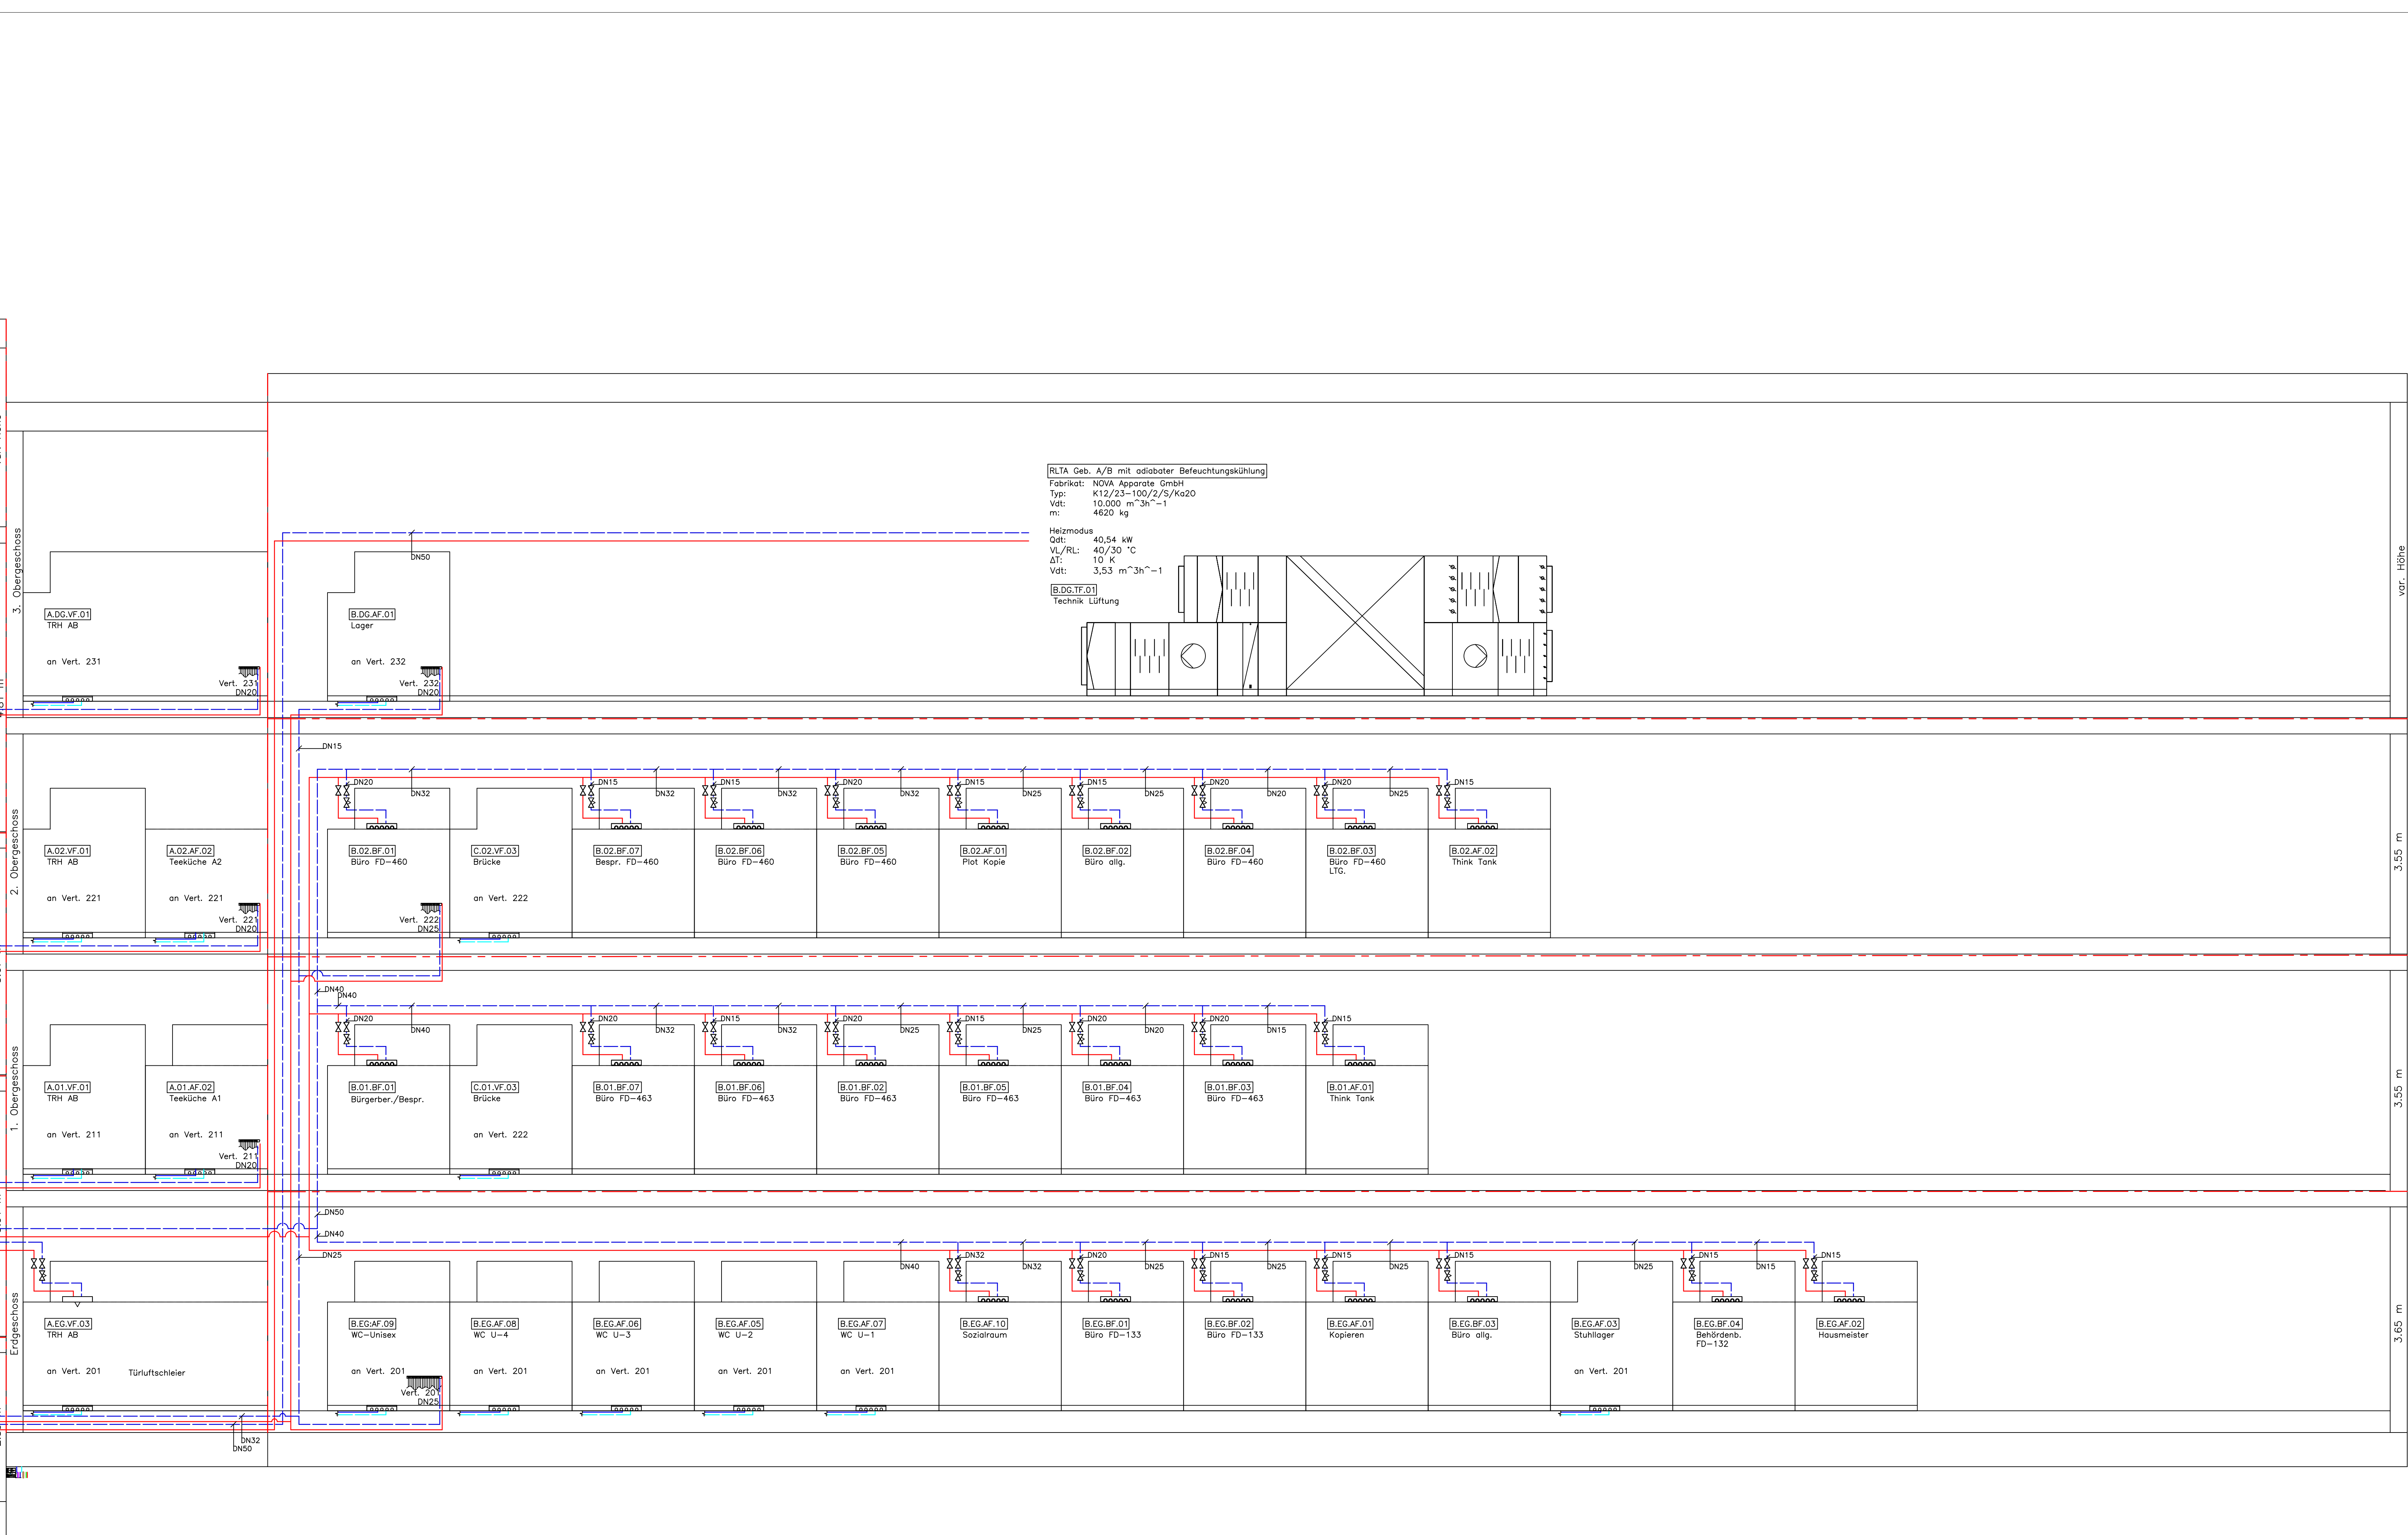 RLTA Geb. A/B mit adiabater Befeuchtungskühlung
Fabrikat: NOVA Apparate GmbH
Typ: K12/23-100/2/S/Ka20
Vdt: 10.000 m^3h^-1
m: 4620 kg
Heizmodus
Qdt: 40,54 kW
VL/RL: 40/30 °C
ΔT: 10 K
Vdt: 3,53 m^3h^-1
B.DG.TF.01
Technik Lüftung
DN50
3. Obergeschoss
var. Höhe
A.DG.VF.01
TRH AB
an Vert. 231
Vert. 231
DN20
B.DG.AF.01
Lager
an Vert. 232
Vert. 232
DN20
DN15
2. Obergeschoss
3.55 m
DN20 DN32 DN15 DN32 DN15 DN32 DN20 DN32 DN15 DN25 DN15 DN25 DN20 DN20 DN20 DN25 DN15
A.02.VF.01
TRH AB
an Vert. 221
A.02.AF.02
Teeküche A2
an Vert. 221
Vert. 221
DN20
B.02.BF.01
Büro FD-460
Vert. 222
DN25
C.02.VF.03
Brücke
an Vert. 222
B.02.BF.07
Bespr. FD-460
B.02.BF.06
Büro FD-460
B.02.BF.05
Büro FD-460
B.02.AF.01
Plot Kopie
B.02.BF.02
Büro allg.
B.02.BF.04
Büro FD-460
B.02.BF.03
Büro FD-460
LTG.
B.02.AF.02
Think Tank
DN40
DN40
1. Obergeschoss
3.55 m
DN20 DN40 DN20 DN32 DN15 DN32 DN20 DN25 DN15 DN25 DN20 DN20 DN20 DN15 DN15
A.01.VF.01
TRH AB
an Vert. 211
A.01.AF.02
Teeküche A1
an Vert. 211
Vert. 211
DN20
B.01.BF.01
Bürgerber./Bespr.
C.01.VF.03
Brücke
an Vert. 222
B.01.BF.07
Büro FD-463
B.01.BF.06
Büro FD-463
B.01.BF.02
Büro FD-463
B.01.BF.05
Büro FD-463
B.01.BF.04
Büro FD-463
B.01.BF.03
Büro FD-463
B.01.AF.01
Think Tank
DN50
DN40
DN25
Erdgeschoss
3.65 m
DN40 DN32 DN32 DN20 DN25 DN15 DN25 DN15 DN25 DN15 DN25 DN15 DN15 DN15
A.EG.VF.03
TRH AB
an Vert. 201
Türluftschleier
B.EG:AF.09
WC-Unisex
an Vert. 201
Vert. 201
DN25
B.EG.AF.08
WC U-4
an Vert. 201
B.EG.AF.06
WC U-3
an Vert. 201
B.EG.AF.05
WC U-2
an Vert. 201
B.EG.AF.07
WC U-1
an Vert. 201
B.EG.AF.10
Sozialraum
B.EG.BF.01
Büro FD-133
B.EG.BF.02
Büro FD-133
B.EG.AF.01
Kopieren
B.EG.BF.03
Büro allg.
B.EG.AF.03
Stuhllager
an Vert. 201
B.EG.BF.04
Behördenb.
FD-132
B.EG.AF.02
Hausmeister
DN32
DN50